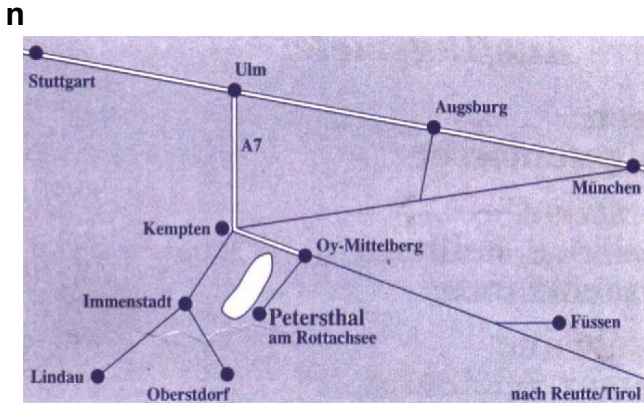 n
Stuttgart
Ulm
Augsburg
A7
München
Kempten
Oy-Mittelberg
Immenstadt
Petersthal
am Rottachsee
Füssen
Lindau
Oberstdorf
nach Reutte/Tirol